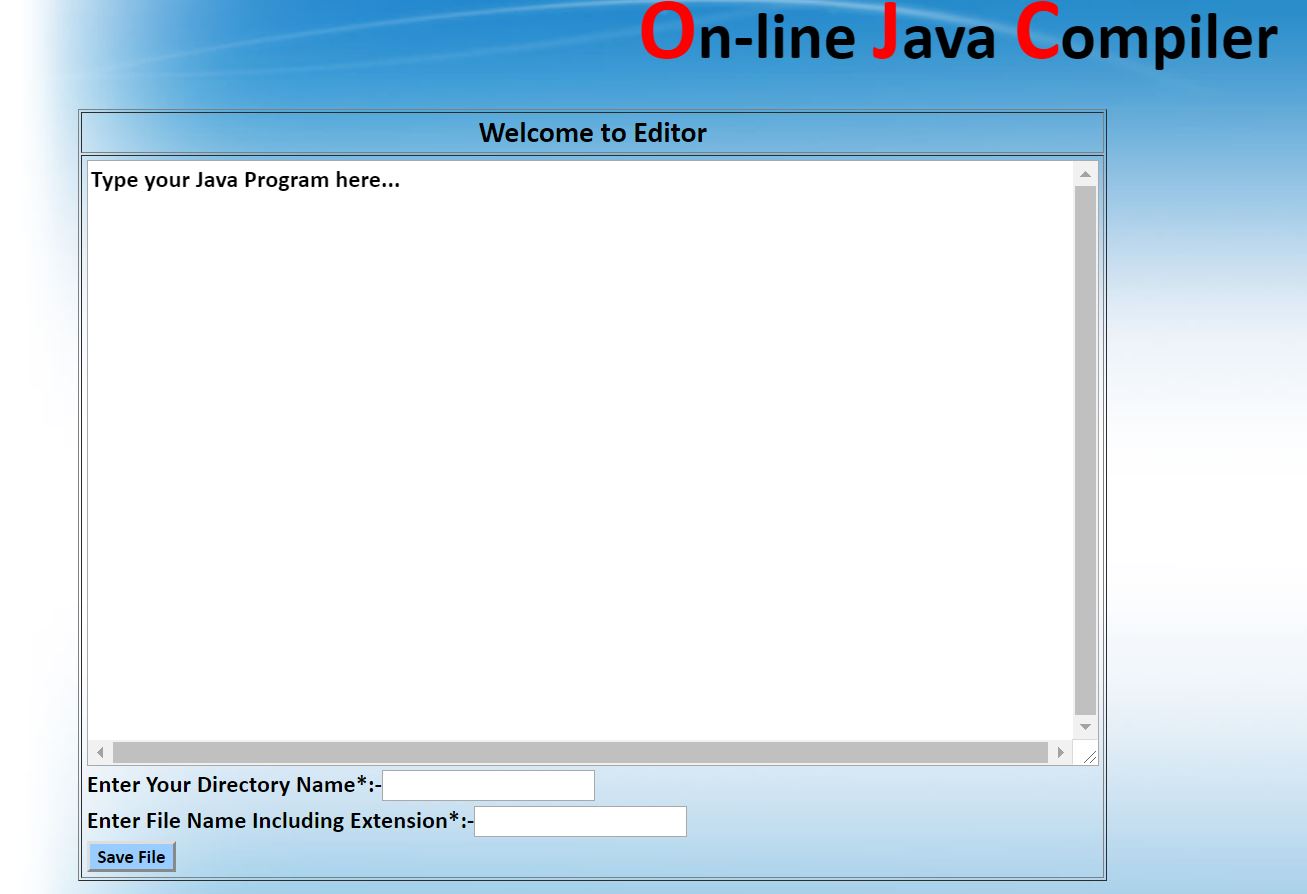 On-line Java Compiler
Welcome to Editor
Type your Java Program here...
Enter Your Directory Name*:-
Enter File Name Including Extension*:-
Save File